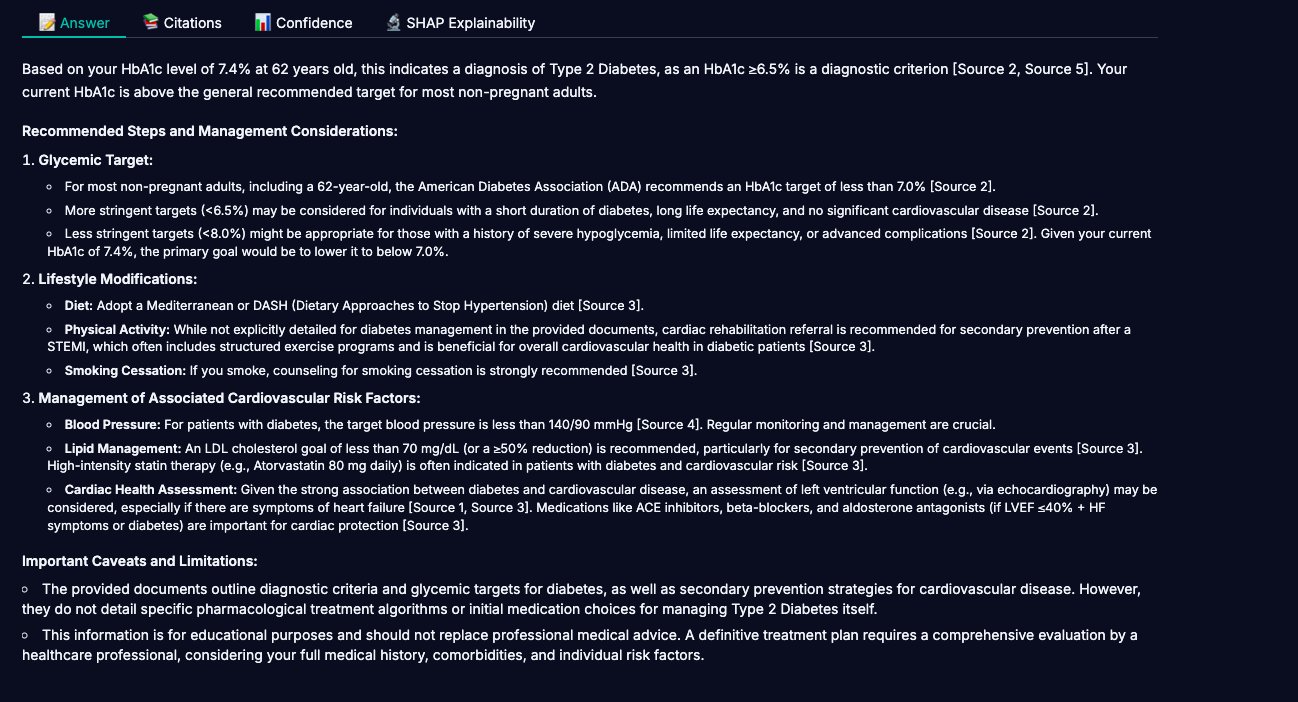 📝 Answer
📚 Citations
📊 Confidence
🔬 SHAP Explainability
Based on your HbA1c level of 7.4% at 62 years old, this indicates a diagnosis of Type 2 Diabetes, as an HbA1c ≥6.5% is a diagnostic criterion [Source 2, Source 5]. Your
current HbA1c is above the general recommended target for most non-pregnant adults.
Recommended Steps and Management Considerations:
1. Glycemic Target:
◦ For most non-pregnant adults, including a 62-year-old, the American Diabetes Association (ADA) recommends an HbA1c target of less than 7.0% [Source 2].
◦ More stringent targets (<6.5%) may be considered for individuals with a short duration of diabetes, long life expectancy, and no significant cardiovascular disease [Source 2].
◦ Less stringent targets (<8.0%) might be appropriate for those with a history of severe hypoglycemia, limited life expectancy, or advanced complications [Source 2]. Given your current
HbA1c of 7.4%, the primary goal would be to lower it to below 7.0%.
2. Lifestyle Modifications:
◦ Diet: Adopt a Mediterranean or DASH (Dietary Approaches to Stop Hypertension) diet [Source 3].
◦ Physical Activity: While not explicitly detailed for diabetes management in the provided documents, cardiac rehabilitation referral is recommended for secondary prevention after a
STEMI, which often includes structured exercise programs and is beneficial for overall cardiovascular health in diabetic patients [Source 3].
◦ Smoking Cessation: If you smoke, counseling for smoking cessation is strongly recommended [Source 3].
3. Management of Associated Cardiovascular Risk Factors:
◦ Blood Pressure: For patients with diabetes, the target blood pressure is less than 140/90 mmHg [Source 4]. Regular monitoring and management are crucial.
◦ Lipid Management: An LDL cholesterol goal of less than 70 mg/dL (or a ≥50% reduction) is recommended, particularly for secondary prevention of cardiovascular events [Source 3].
High-intensity statin therapy (e.g., Atorvastatin 80 mg daily) is often indicated in patients with diabetes and cardiovascular risk [Source 3].
◦ Cardiac Health Assessment: Given the strong association between diabetes and cardiovascular disease, an assessment of left ventricular function (e.g., via echocardiography) may be
considered, especially if there are symptoms of heart failure [Source 1, Source 3]. Medications like ACE inhibitors, beta-blockers, and aldosterone antagonists (if LVEF ≤40% + HF
symptoms or diabetes) are important for cardiac protection [Source 3].
Important Caveats and Limitations:
◦ The provided documents outline diagnostic criteria and glycemic targets for diabetes, as well as secondary prevention strategies for cardiovascular disease. However,
they do not detail specific pharmacological treatment algorithms or initial medication choices for managing Type 2 Diabetes itself.
◦ This information is for educational purposes and should not replace professional medical advice. A definitive treatment plan requires a comprehensive evaluation by a
healthcare professional, considering your full medical history, comorbidities, and individual risk factors.